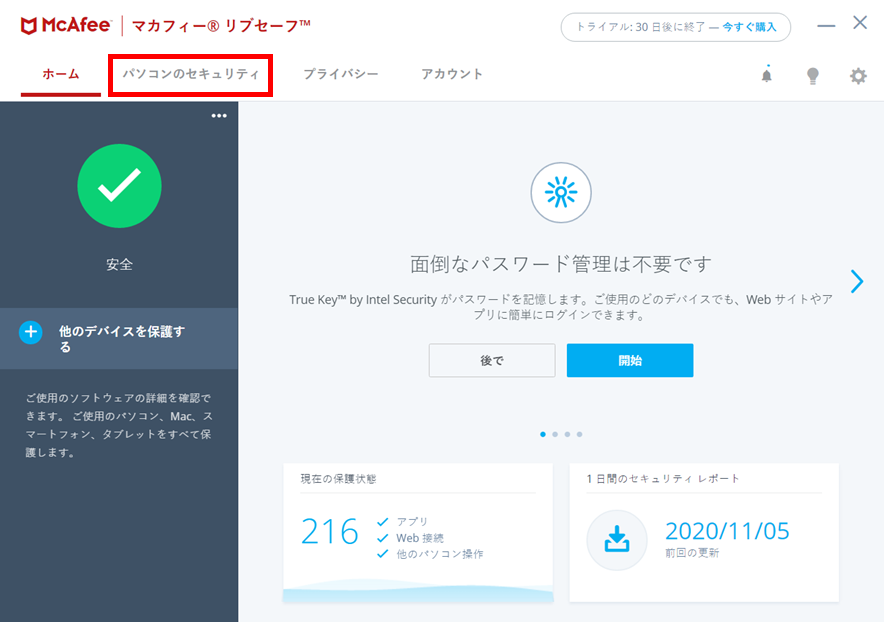 McAfee | マカフィー® リブセーフ™
トライアル: 30 日後に終了 — 今すぐ購入
ホーム パソコンのセキュリティ プライバシー アカウント
安全
他のデバイスを保護す
る
ご使用のソフトウェアの詳細を確認で
きます。 ご使用のパソコン、Mac、ス
マートフォン、タブレットをすべて保
護します。
面倒なパスワード管理は不要です
True Key™ by Intel Security がパスワードを記憶します。ご使用のどのデバイスでも、Web サイトやア
プリに簡単にログインできます。
後で 開始
現在の保護状態
216
アプリ
Web 接続
他のパソコン操作
1 日間のセキュリティ レポート
2020/11/05
前回の更新